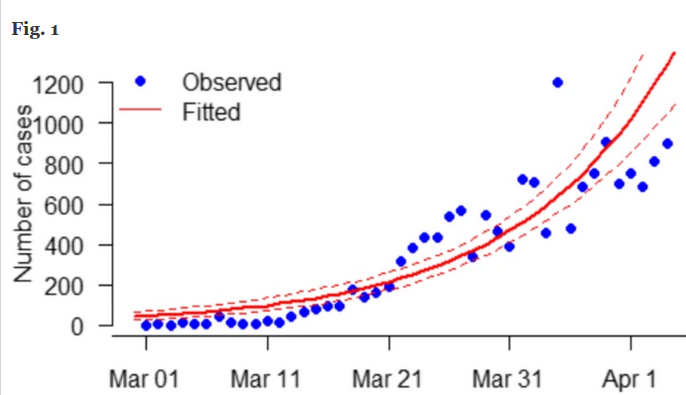 Fig. 1
Observed
Fitted
Number of cases
1200
1000
800
600
400
200
0
Mar 01
Mar 11
Mar 21
Mar 31
Apr 1